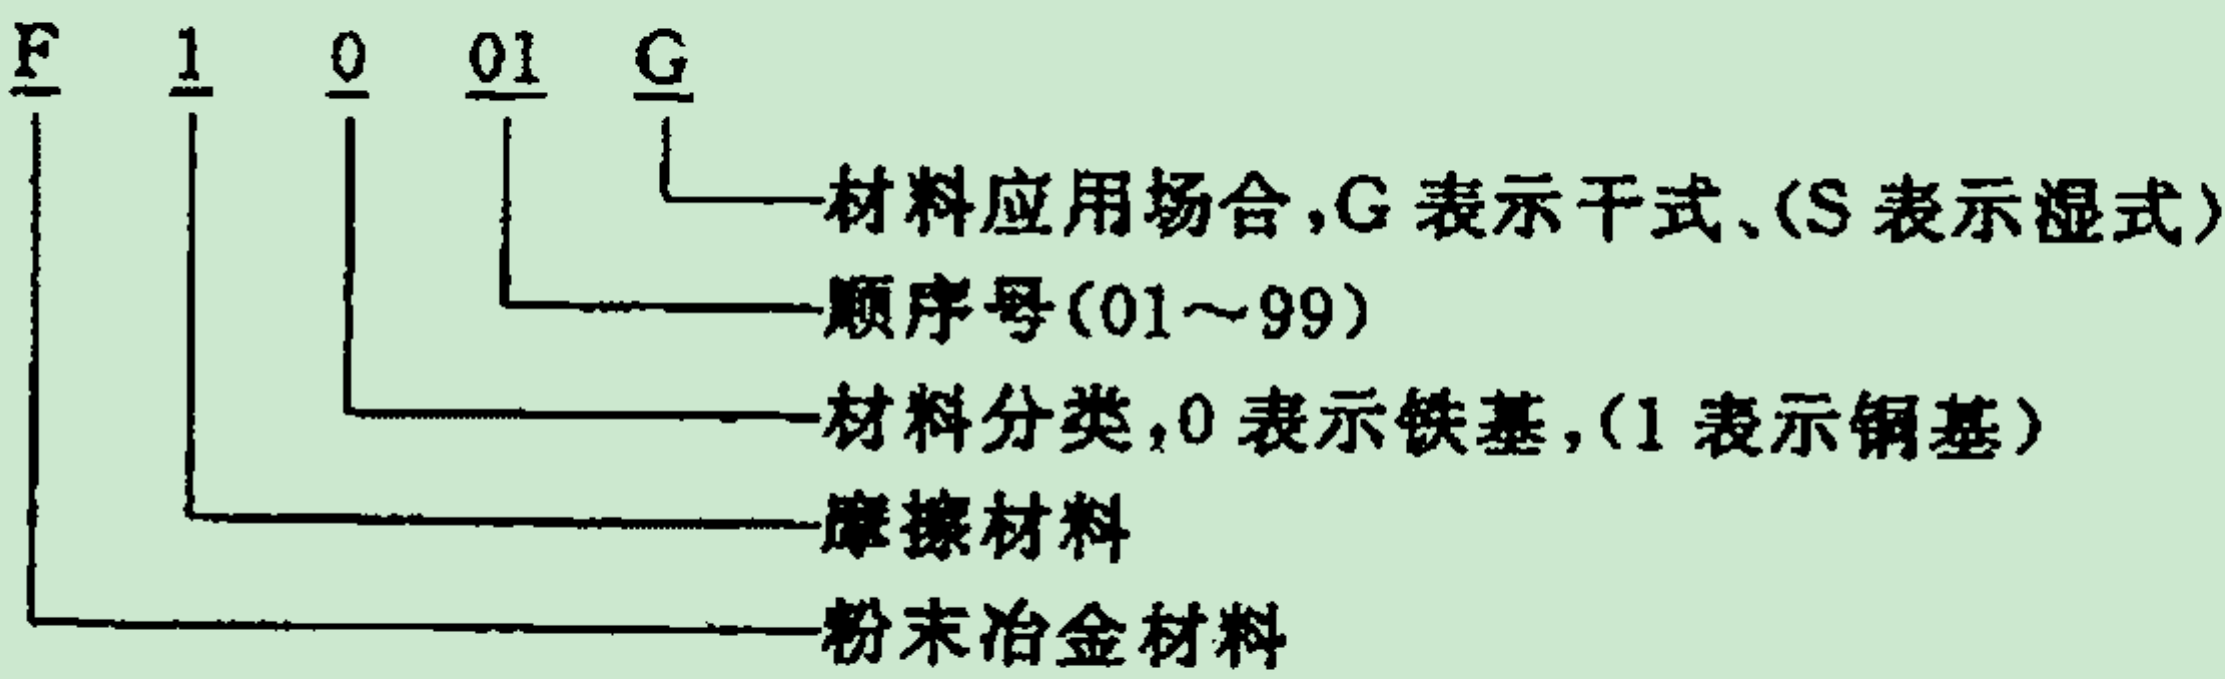 F 1 0 01 G
材料应用场合,G 表示干式、(S 表示湿式)
顺序号(01～99)
材料分类,0 表示铁基,(1 表示铜基)
摩擦材料
粉末冶金材料